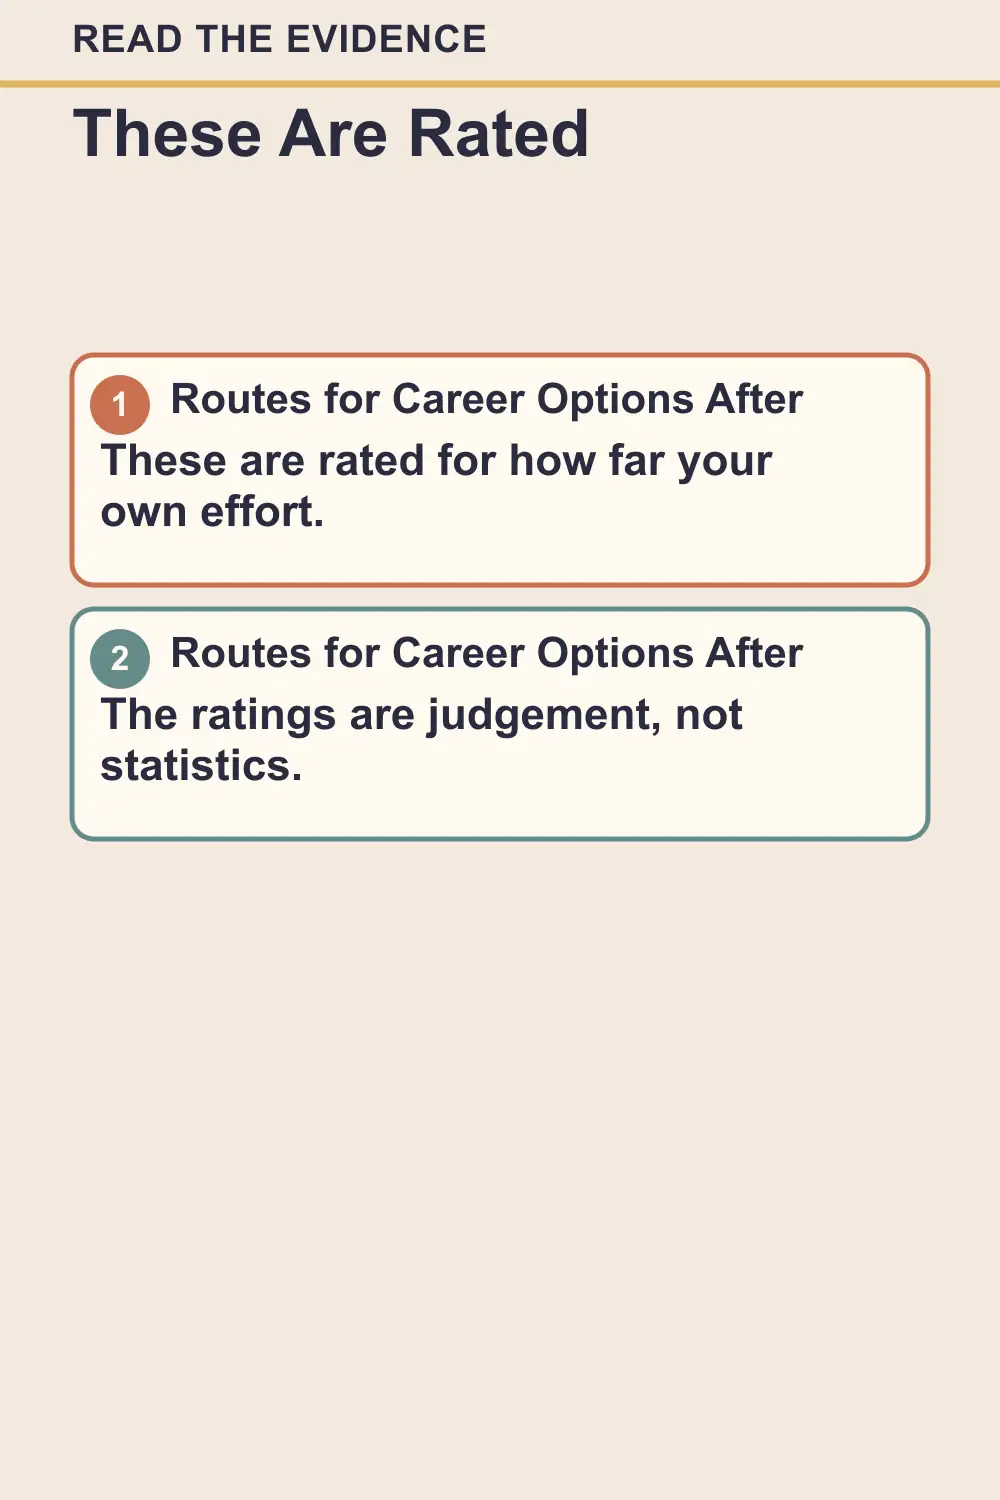 READ THE EVIDENCE
These Are Rated
1 Routes for Career Options After
These are rated for how far your
own effort.
2 Routes for Career Options After
The ratings are judgement, not
statistics.